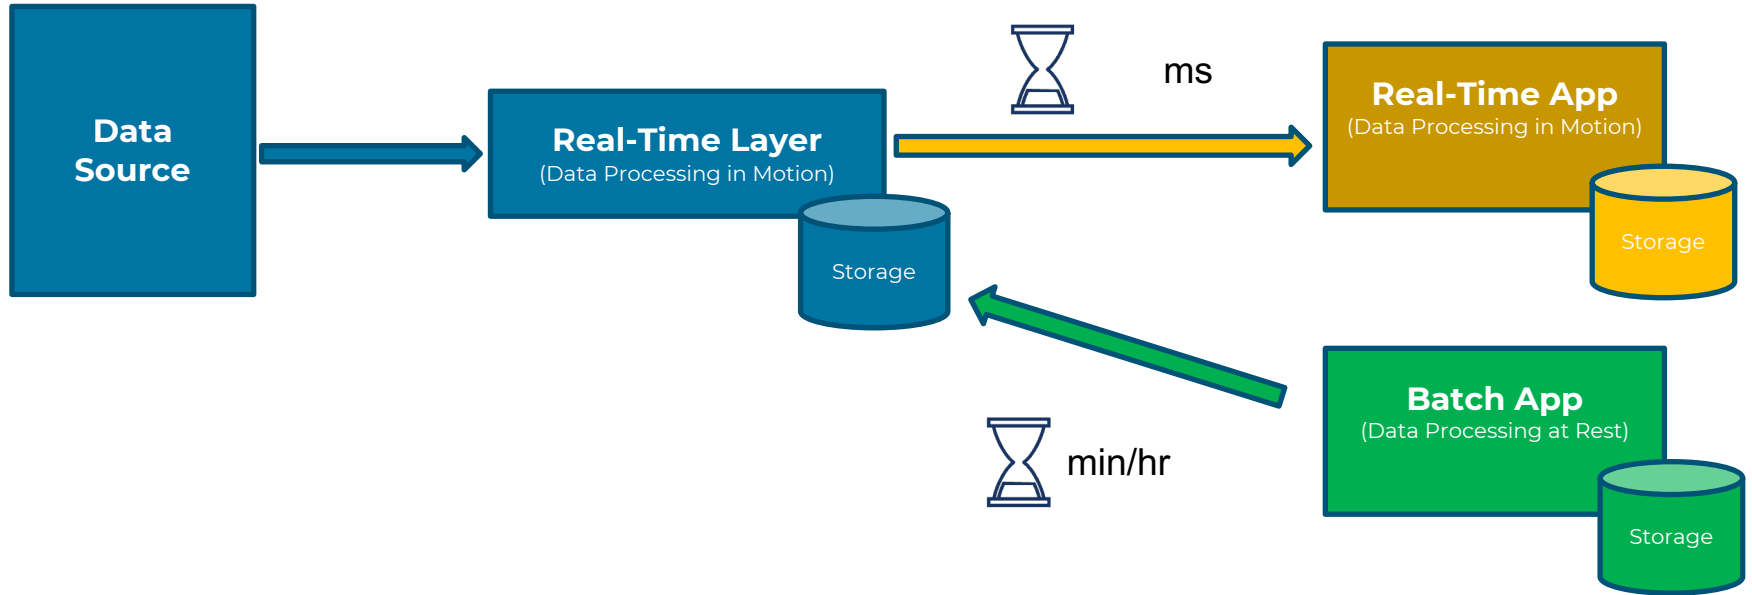 Data
Source
Real-Time Layer
(Data Processing in Motion)
Storage
ms
Real-Time App
(Data Processing in Motion)
Storage
min/hr
Batch App
(Data Processing at Rest)
Storage